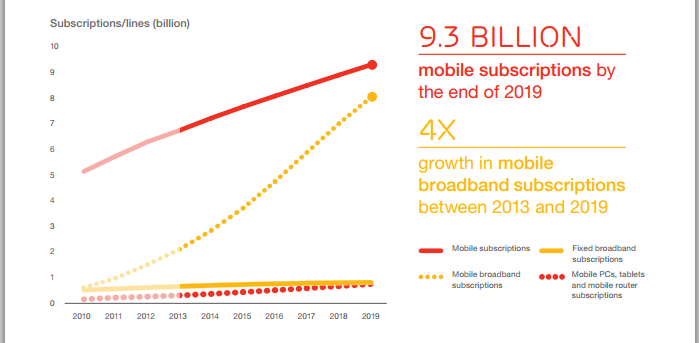 Subscriptions/lines (billion)
10
9
8
7
6
5
4
3
2
1
0
2010 2011 2012 2013 2014 2015 2016 2017 2018 2019
9.3 BILLION
mobile subscriptions by
the end of 2019
4X
growth in mobile
broadband subscriptions
between 2013 and 2019
Mobile subscriptions
Fixed broadband
subscriptions
Mobile broadband
subscriptions
Mobile PCs, tablets
and mobile router
subscriptions